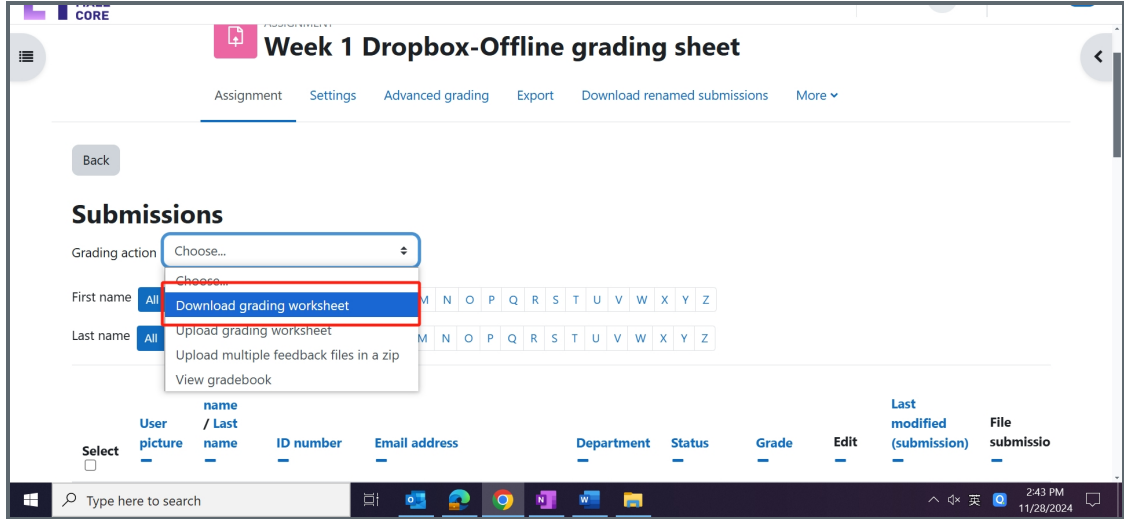 CORE
Week 1 Dropbox-Offline grading sheet
Assignment Settings Advanced grading Export Download renamed submissions More
Back
Submissions
Grading action Choose...
Choose...
First name All M N O P Q R S T U V W X Y Z
Download grading worksheet
Last name All M N O P Q R S T U V W X Y Z
Upload grading worksheet
Upload multiple feedback files in a zip
View gradebook
Select
User picture
name / Last name
ID number
Email address
Department
Status
Grade
Edit
Last modified (submission)
File submissio
Type here to search
英
2:43 PM
11/28/2024